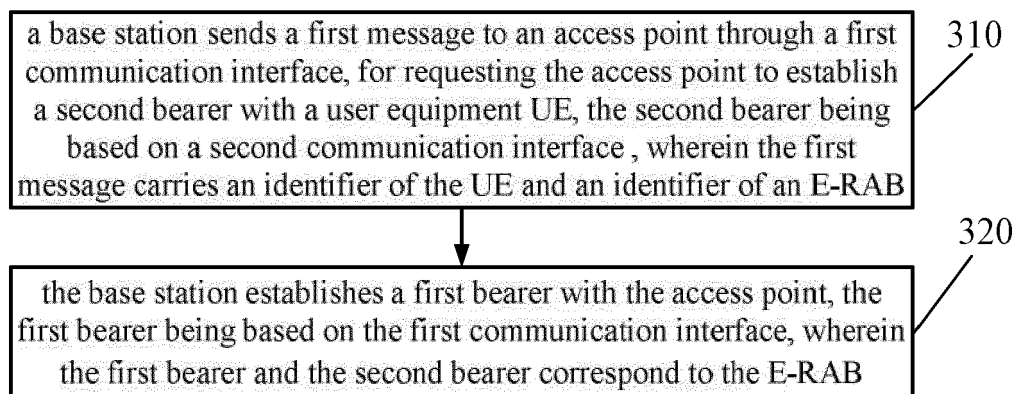 a base station sends a first message to an access point through a first
communication interface, for requesting the access point to establish
a second bearer with a user equipment UE, the second bearer being
based on a second communication interface , wherein the first
message carries an identifier of the UE and an identifier of an E-RAB
310
the base station establishes a first bearer with the access point, the
first bearer being based on the first communication interface, wherein
the first bearer and the second bearer correspond to the E-RAB
320